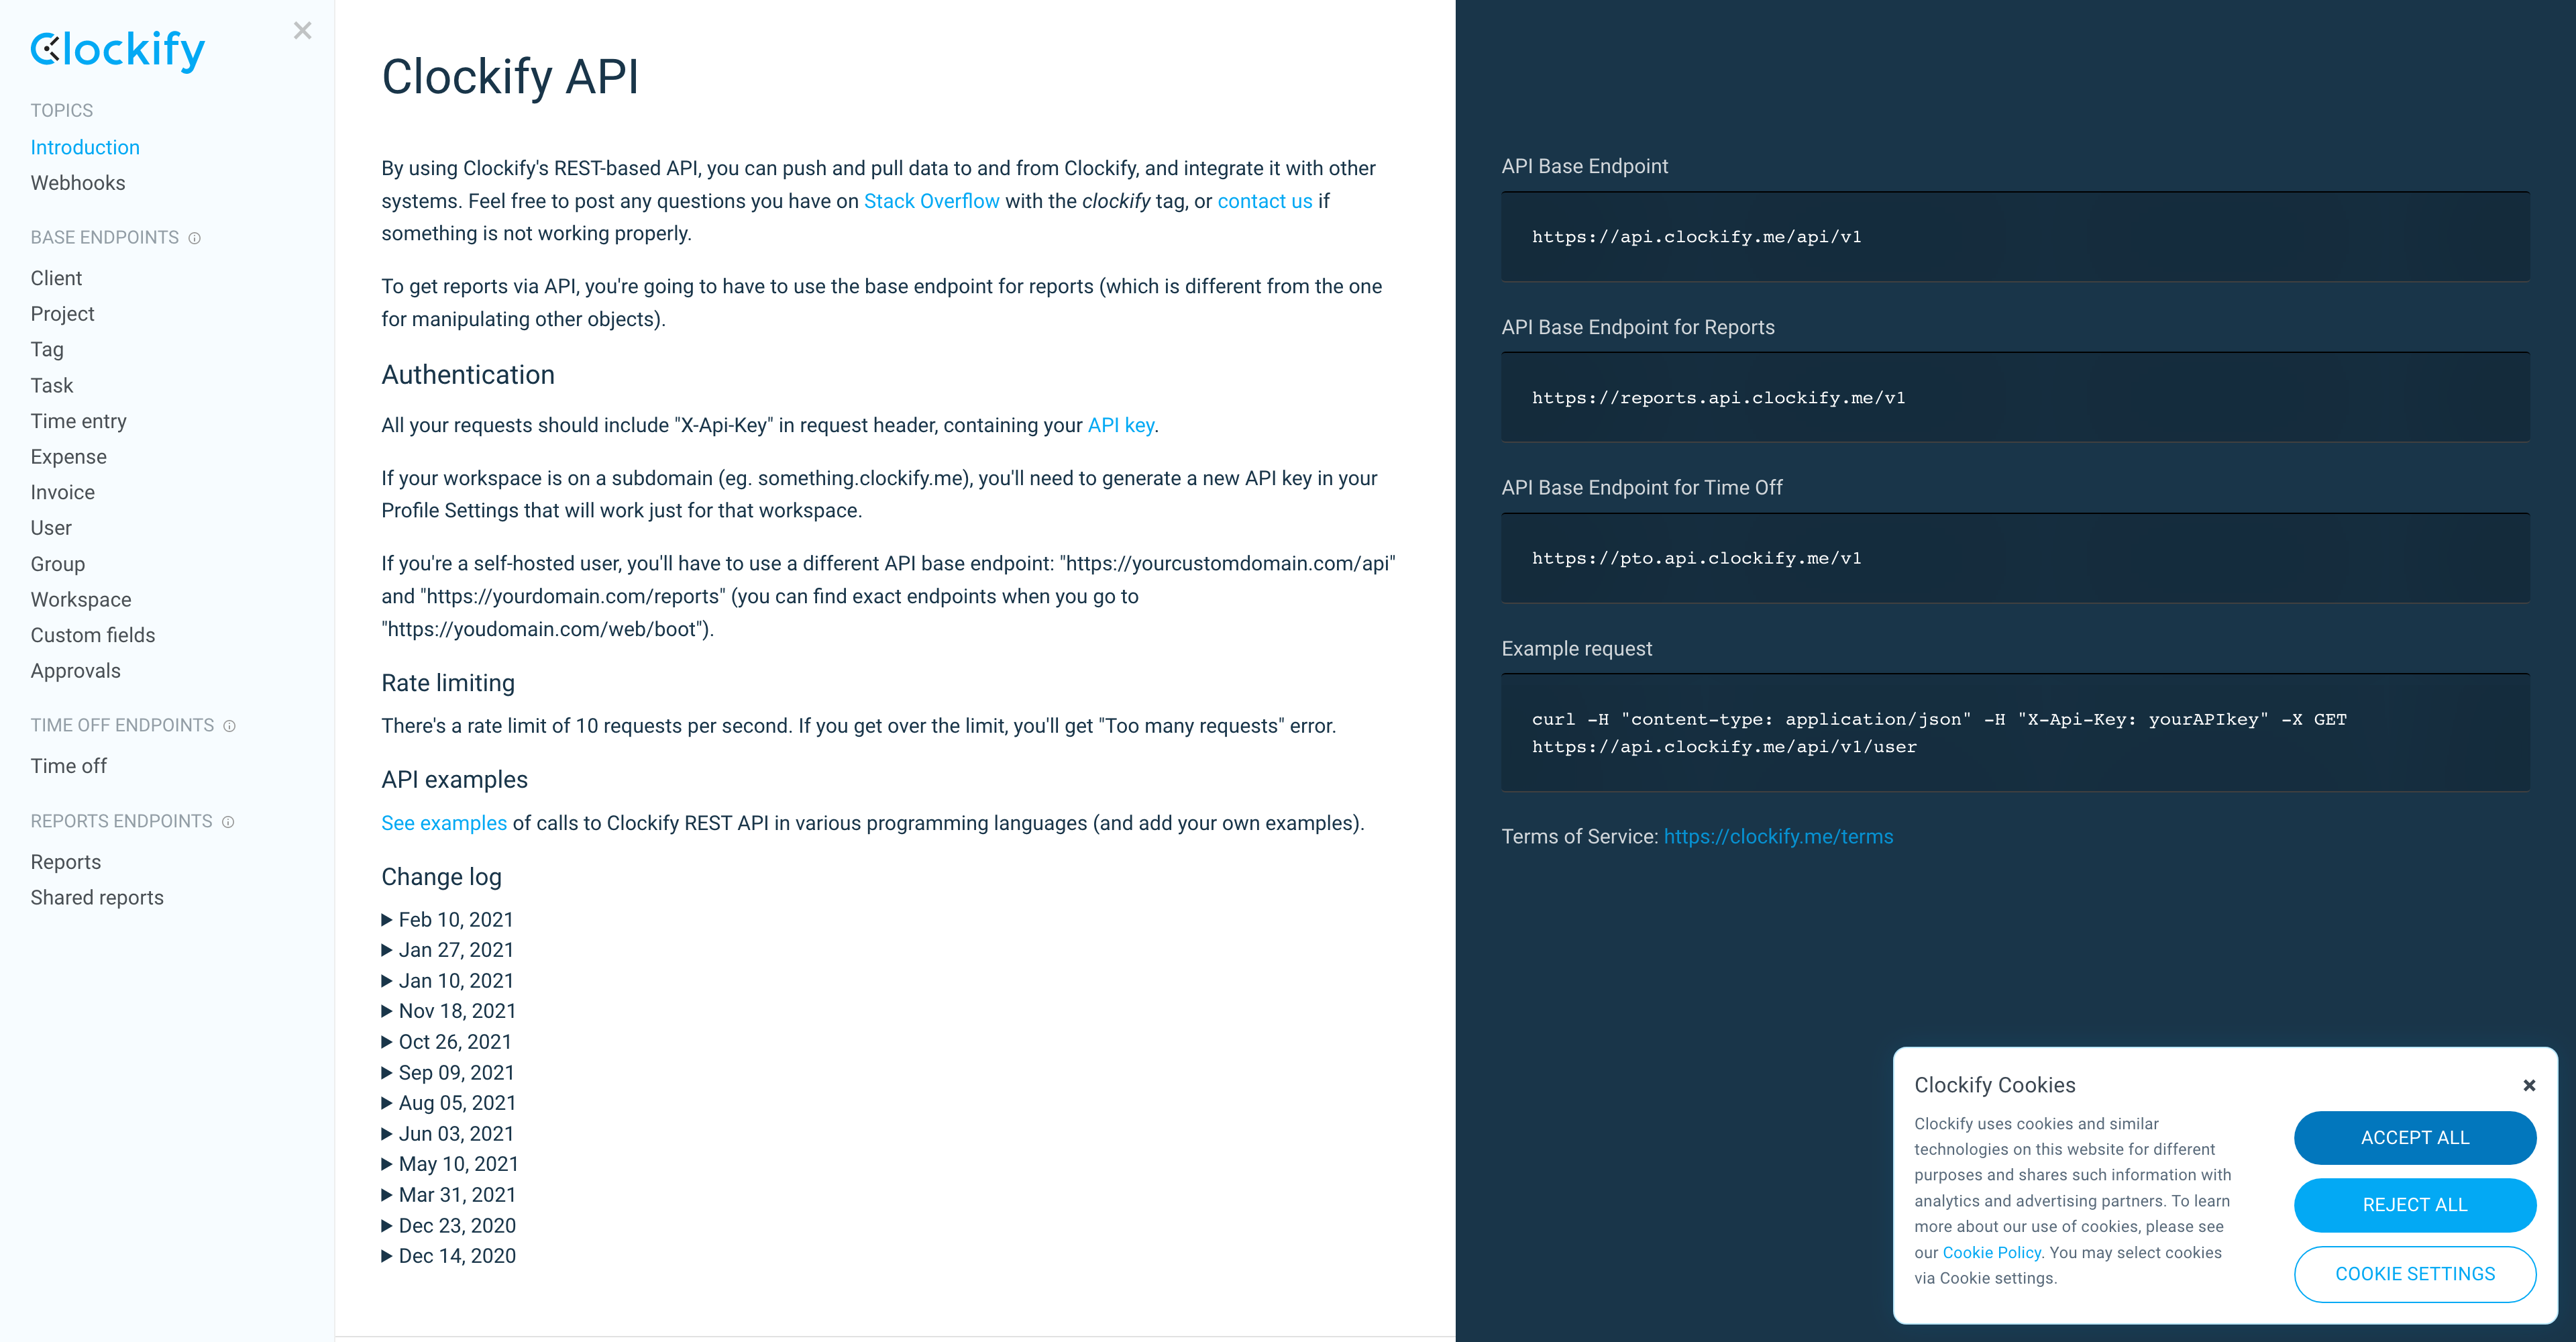 Clockify
TOPICS
Introduction
Webhooks
BASE ENDPOINTS
Client
Project
Tag
Task
Time entry
Expense
Invoice
User
Group
Workspace
Custom fields
Approvals
TIME OFF ENDPOINTS
Time off
REPORTS ENDPOINTS
Reports
Shared reports
Clockify API
By using Clockify's REST-based API, you can push and pull data to and from Clockify, and integrate it with other
systems. Feel free to post any questions you have on Stack Overflow with the clockify tag, or contact us if
something is not working properly.
To get reports via API, you're going to have to use the base endpoint for reports (which is different from the one
for manipulating other objects).
Authentication
All your requests should include "X-Api-Key" in request header, containing your API key.
If your workspace is on a subdomain (eg. something.clockify.me), you'll need to generate a new API key in your
Profile Settings that will work just for that workspace.
If you're a self-hosted user, you'll have to use a different API base endpoint: "https://yourcustomdomain.com/api"
and "https://yourdomain.com/reports" (you can find exact endpoints when you go to
"https://youdomain.com/web/boot").
Rate limiting
There's a rate limit of 10 requests per second. If you get over the limit, you'll get "Too many requests" error.
API examples
See examples of calls to Clockify REST API in various programming languages (and add your own examples).
Change log
Feb 10, 2021
Jan 27, 2021
Jan 10, 2021
Nov 18, 2021
Oct 26, 2021
Sep 09, 2021
Aug 05, 2021
Jun 03, 2021
May 10, 2021
Mar 31, 2021
Dec 23, 2020
Dec 14, 2020
API Base Endpoint
https://api.clockify.me/api/v1
API Base Endpoint for Reports
https://reports.api.clockify.me/v1
API Base Endpoint for Time Off
https://pto.api.clockify.me/v1
Example request
curl -H "content-type: application/json" -H "X-Api-Key: yourAPIkey" -X GET
https://api.clockify.me/api/v1/user
Terms of Service: https://clockify.me/terms
Clockify Cookies
Clockify uses cookies and similar
technologies on this website for different
purposes and shares such information with
analytics and advertising partners. To learn
more about our use of cookies, please see
our Cookie Policy. You may select cookies
via Cookie settings.
ACCEPT ALL
REJECT ALL
COOKIE SETTINGS